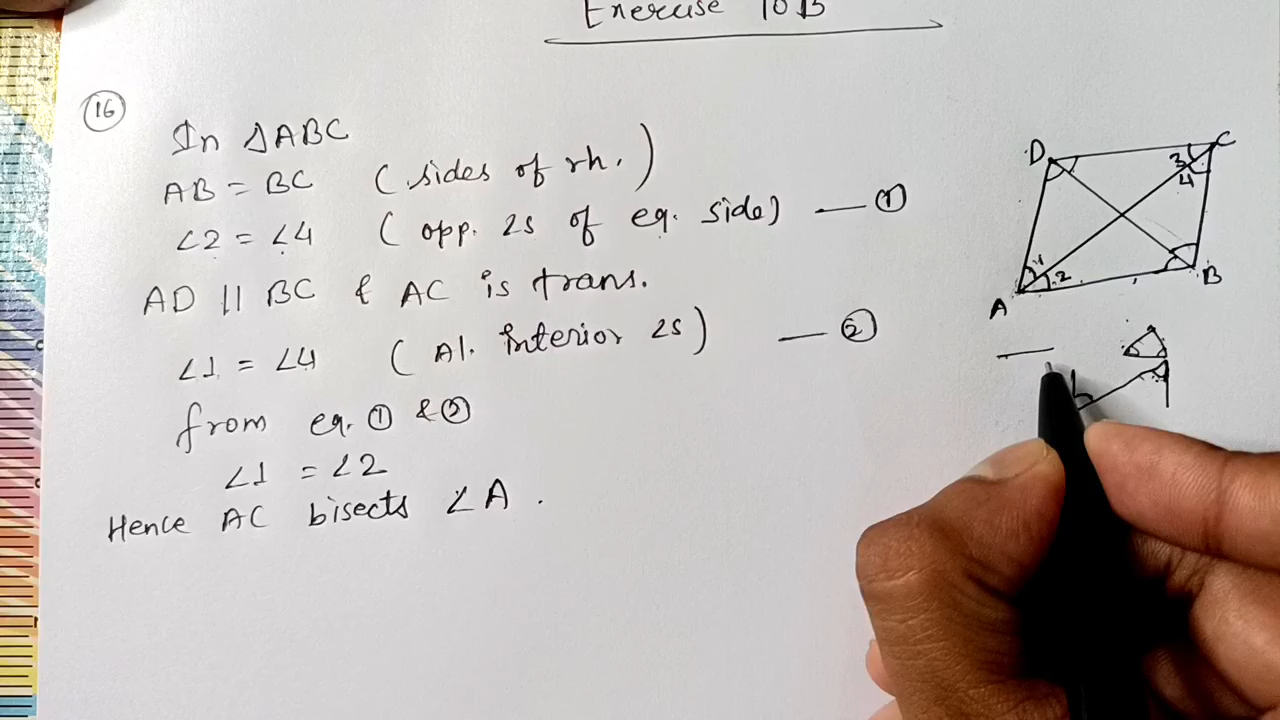 Exercise 10B
16
In ΔABC
AB = BC (sides of rh.)
∠2 = ∠4 (opp. ∠s of eq. side) — ①
AD || BC & AC is trans.
∠1 = ∠4 (Al. interior ∠s) — ②
from eq. ① & ②
∠1 = ∠2
Hence AC bisects ∠A.
D
C
3
4
1
2
A
B